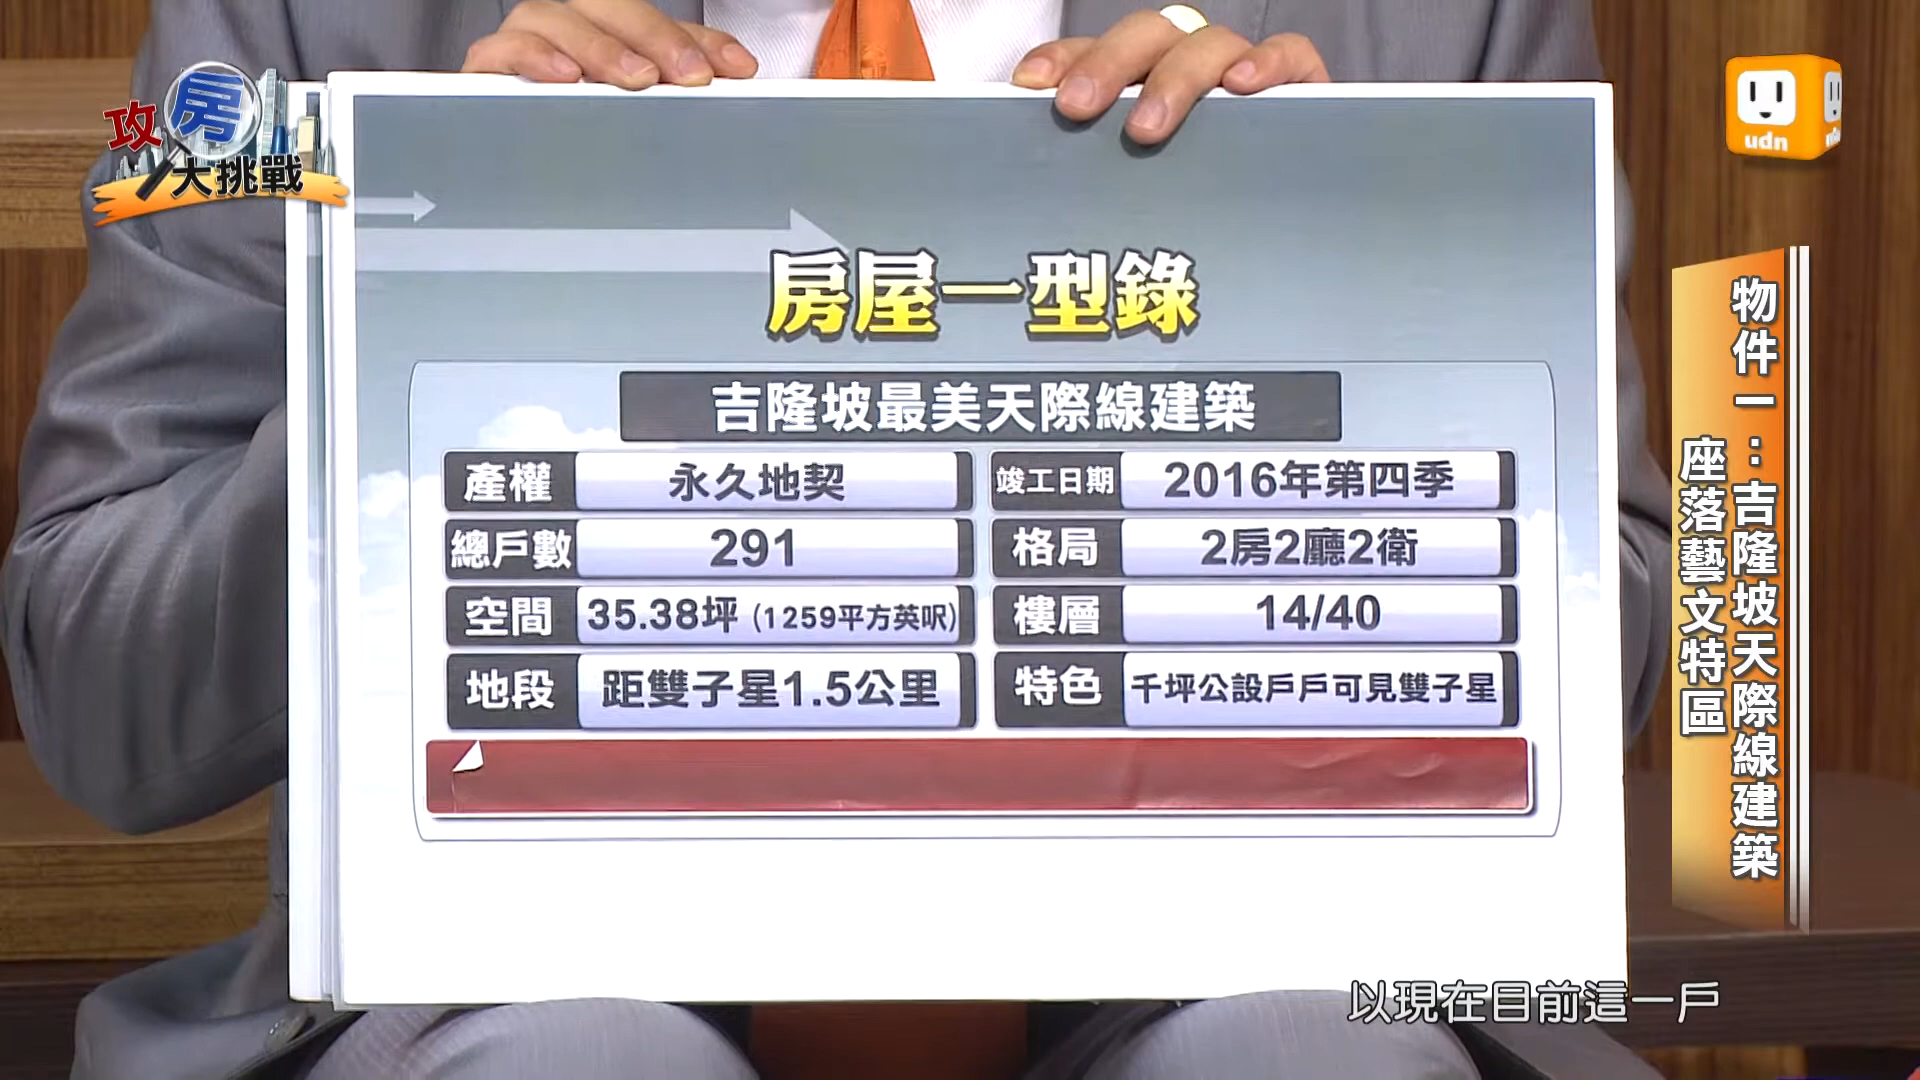 攻房
大挑戰
udn
房屋一型錄
吉隆坡最美天際線建築
產權 永久地契 竣工日期 2016年第四季
總戶數 291 格局 2房2廳2衛
空間 35.38坪 (1259平方英呎) 樓層 14/40
地段 距雙子星1.5公里 特色 千坪公設戶戶可見雙子星
物件一：吉隆坡天際線建築
座落藝文特區
以現在目前這一戶